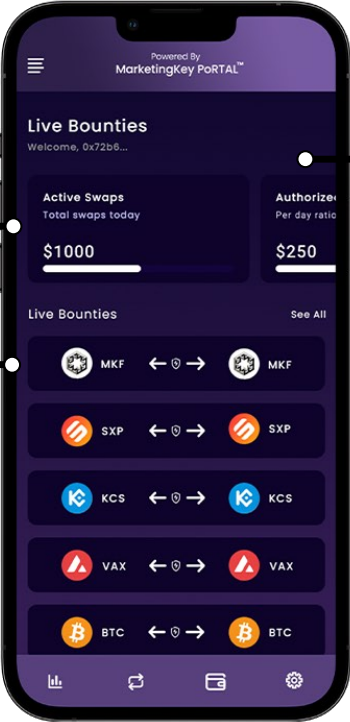 Powered By
MarketingKey PoRTAL™
Live Bounties
Welcome, 0x72b6...
Active Swaps
Total swaps today
$1000
Per day ratio
$250
Live Bounties
See All
MKF MKF
SXP SXP
KCS KCS
VAX VAX
BTC BTC